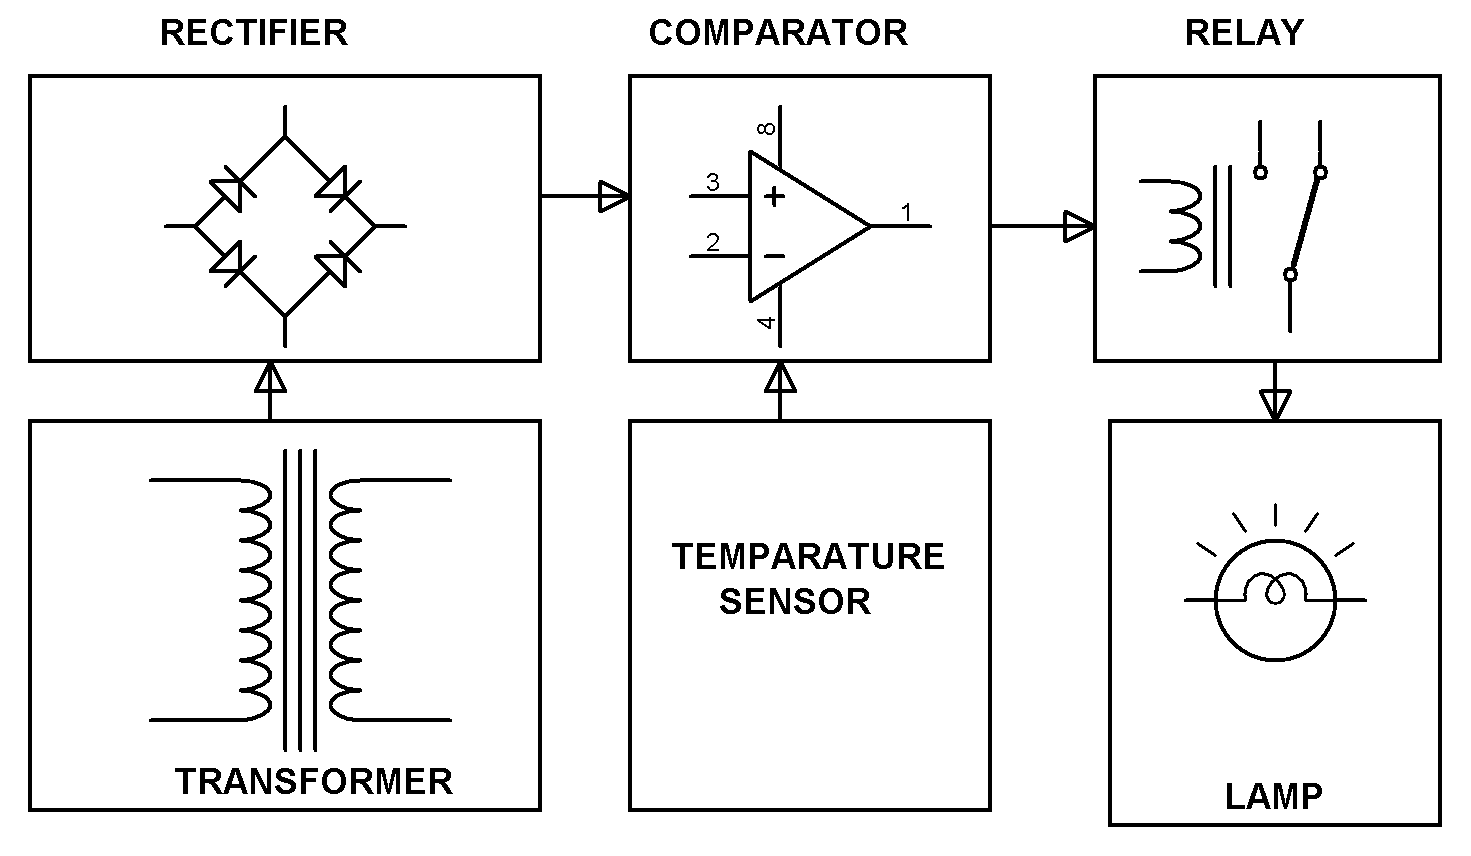 RECTIFIER
COMPARATOR
RELAY
8
3
+
1
2
−
4
TEMPARATURE
SENSOR
TRANSFORMER
LAMP